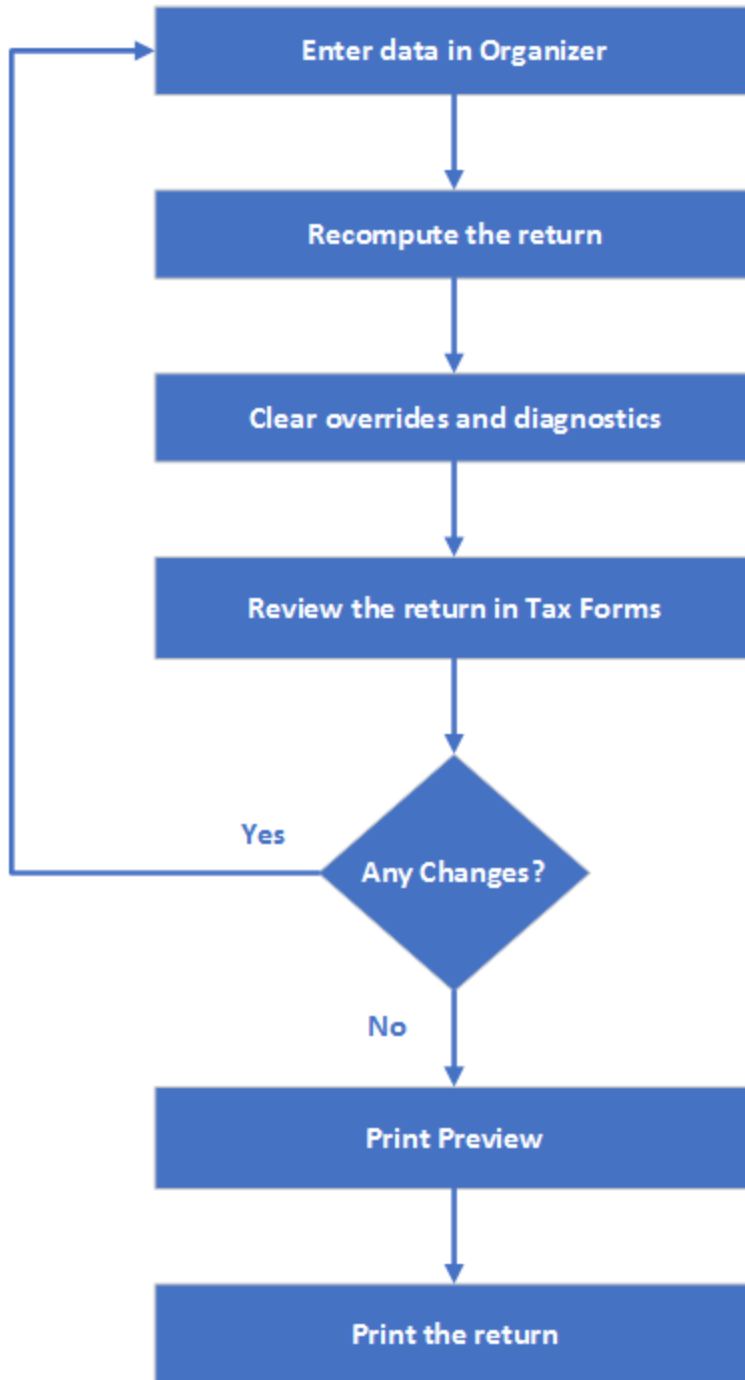 Enter data in Organizer
Recompute the return
Clear overrides and diagnostics
Review the return in Tax Forms
Yes
Any Changes?
No
Print Preview
Print the return